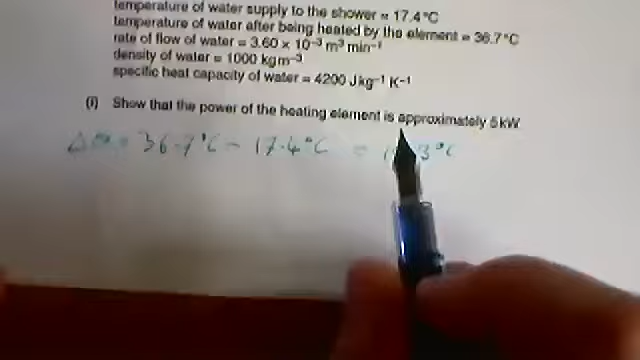 temperature of water supply to the shower = 17.4°C
temperature of water after being heated by the element = 36.7°C
rate of flow of water = 3.60 × 10⁻³ m³ min⁻¹
density of water = 1000 kg m⁻³
specific heat capacity of water = 4200 J kg⁻¹ K⁻¹
(i) Show that the power of the heating element is approximately 5 kW
36.7°C - 17.4°C = 3°C